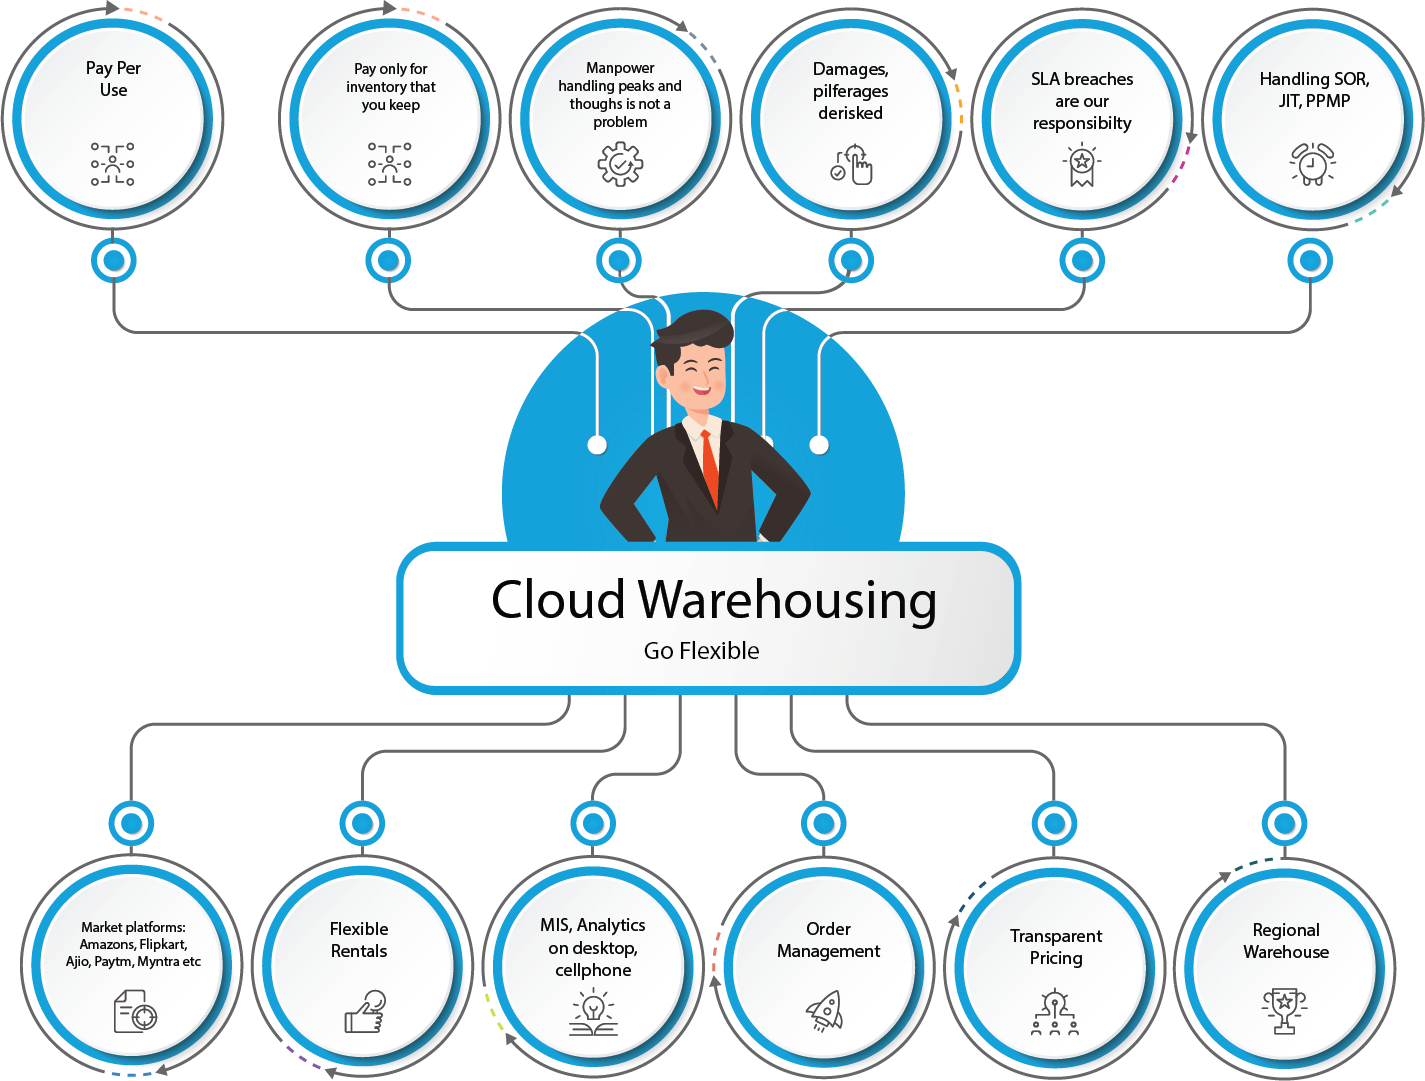 Pay Per
Use
Pay only for
inventory that
you keep
Manpower
handling peaks and
thoughs is not a
problem
Damages,
pilferages
derisked
SLA breaches
are our
responsibilty
Handling SOR,
JIT, PPMP
Cloud Warehousing
Go Flexible
Market platforms:
Amazons, Flipkart,
Ajio, Paytm, Myntra etc
Flexible
Rentals
MIS, Analytics
on desktop,
cellphone
Order
Management
Transparent
Pricing
Regional
Warehouse